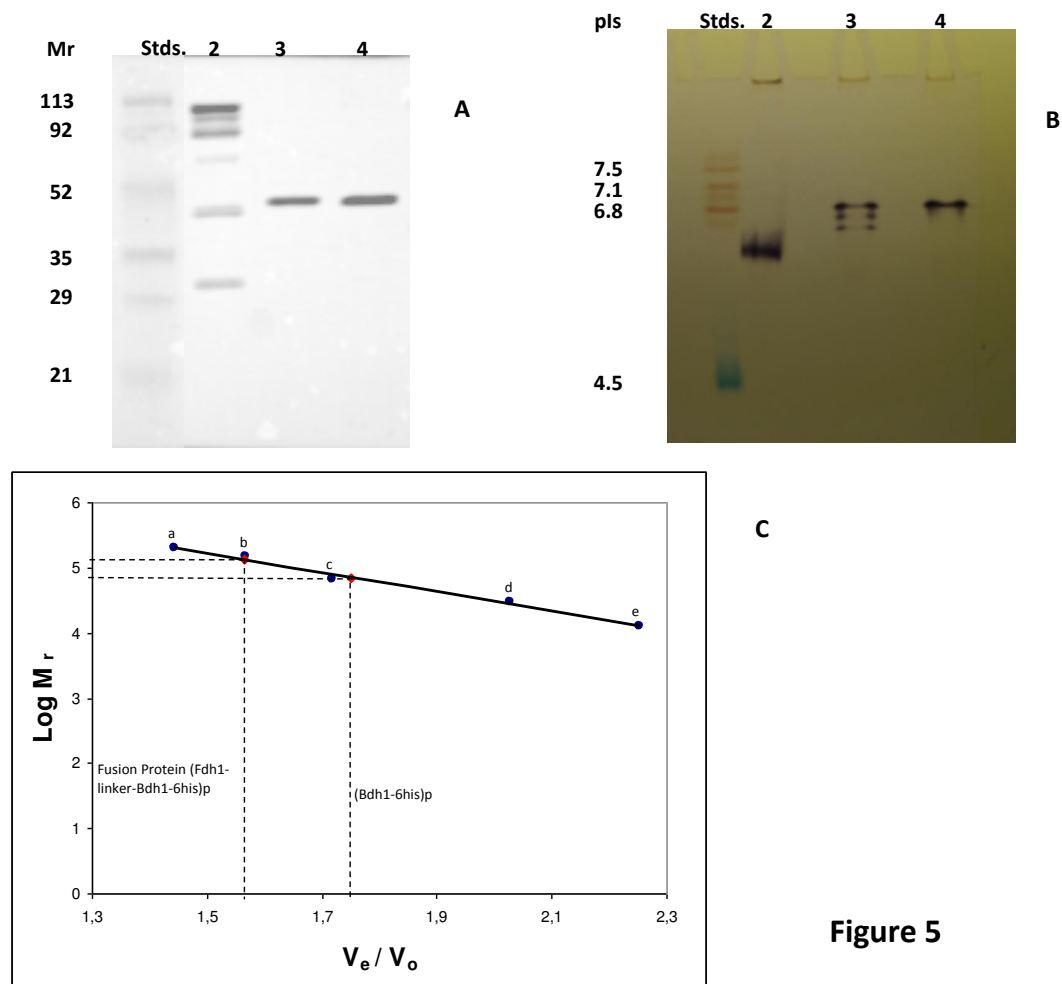 Mr Stds. 2 3 4
113
92
52
35
29
21
A
pIs Stds. 2 3 4
7.5
7.1
6.8
4.5
B
6
5
4
3
2
1
0
Log M r
a
b
c
d
e
Fusion Protein (Fdh1-
linker-Bdh1-6his)p
(Bdh1-6his)p
1,3 1,5 1,7 1,9 2,1 2,3
Ve / Vo
C
Figure 5